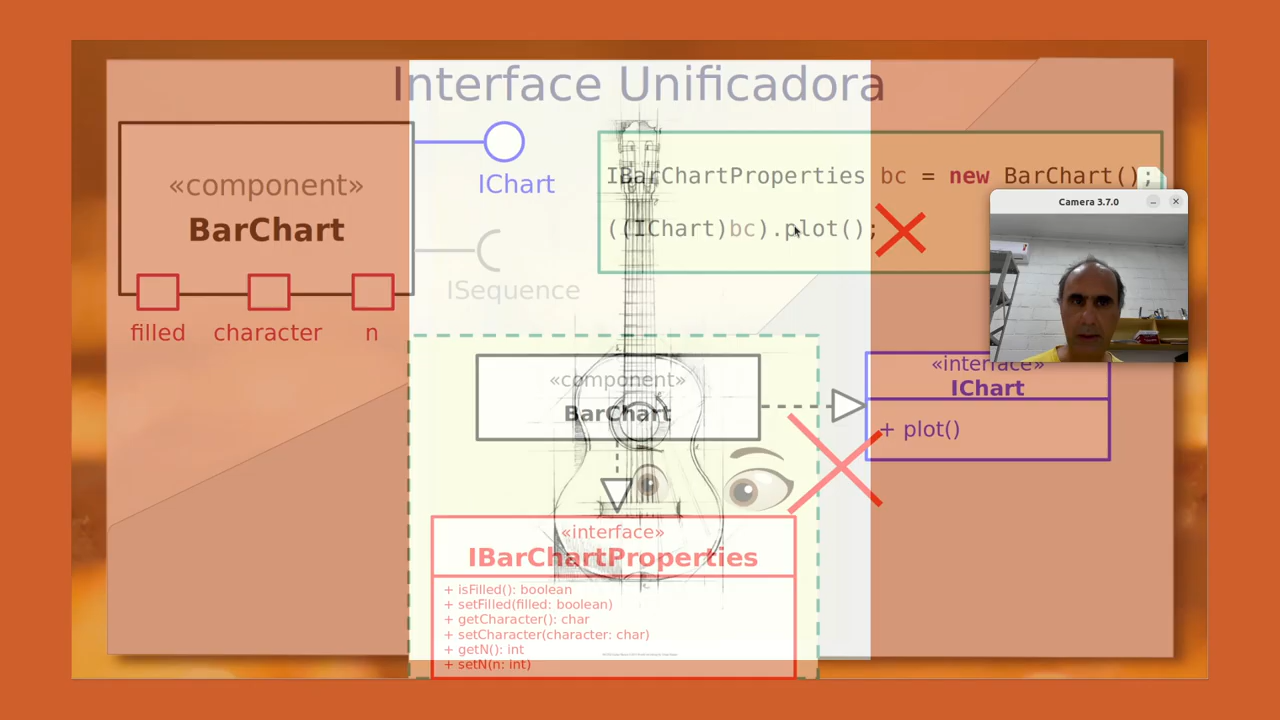 Interface Unificadora
«component»
BarChart
filled
character
n
IChart
ISequence
IBarChartProperties bc = new BarChart();
((IChart)bc).plot();
Camera 3.7.0
«component»
BarChart
«interface»
IChart
+ plot()
«interface»
IBarChartProperties
+ isFilled(): boolean
+ setFilled(filled: boolean)
+ getCharacter(): char
+ setCharacter(character: char)
+ getN(): int
+ setN(n: int)